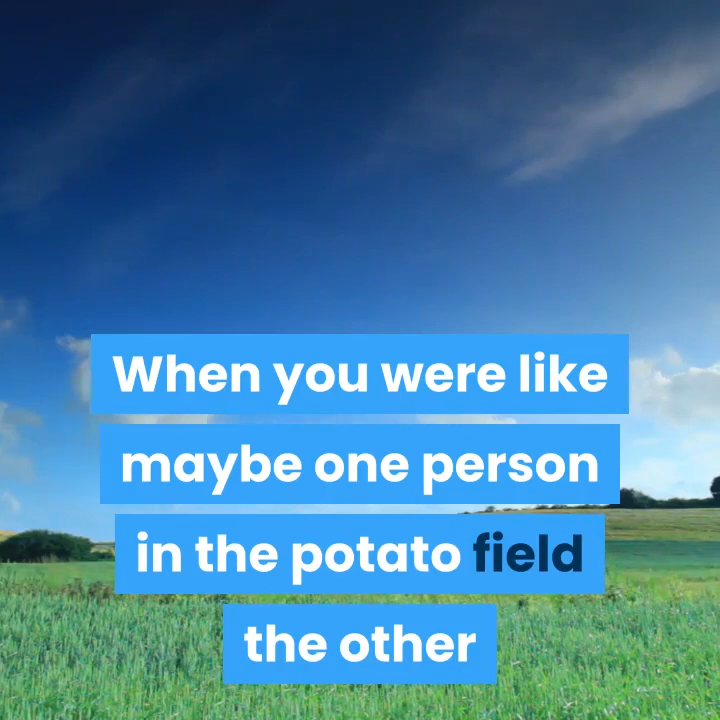 When you were like
maybe one person
in the potato field
the other